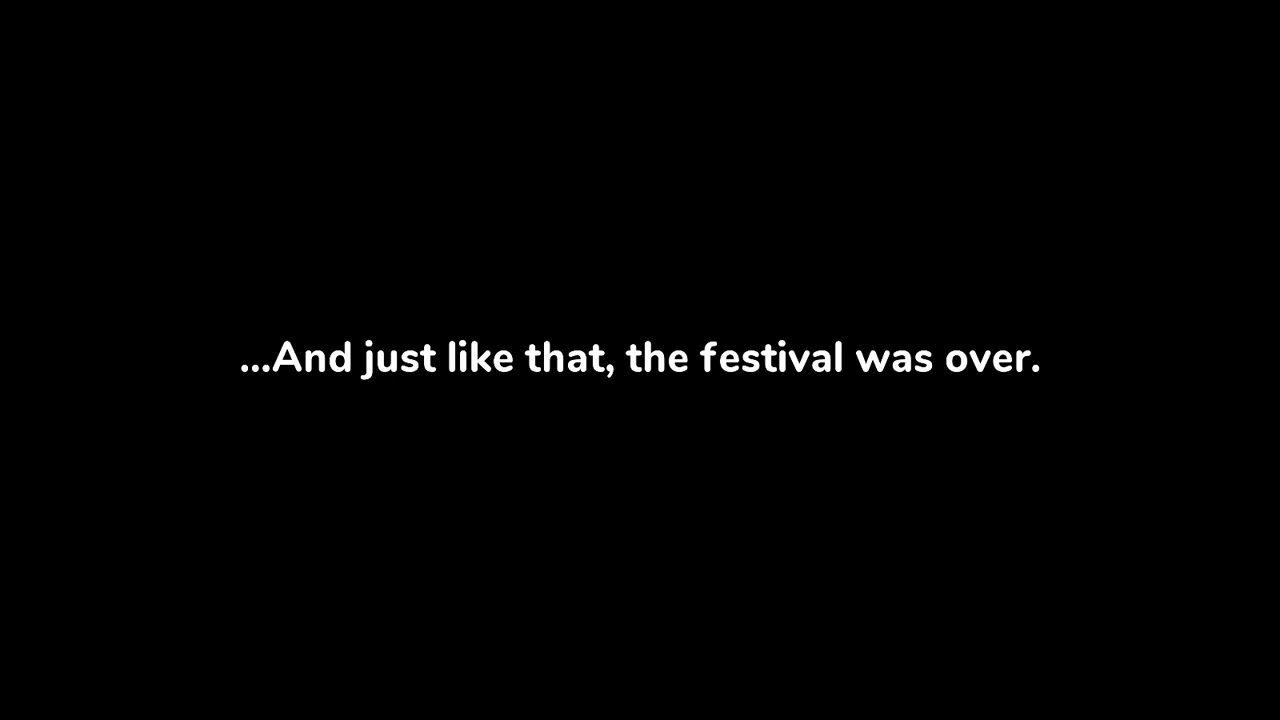 ...And just like that, the festival was over.